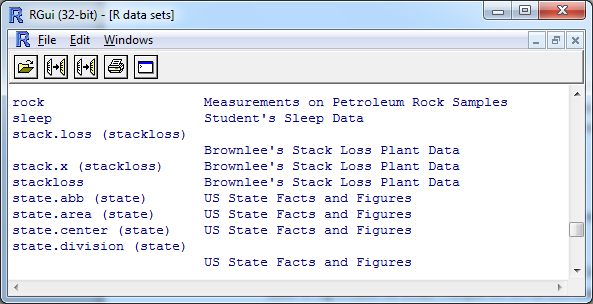 RGui (32-bit) - [R data sets]
File Edit Windows
rock Measurements on Petroleum Rock Samples
sleep Student's Sleep Data
stack.loss (stackloss)
Brownlee's Stack Loss Plant Data
stack.x (stackloss) Brownlee's Stack Loss Plant Data
stackloss Brownlee's Stack Loss Plant Data
state.abb (state) US State Facts and Figures
state.area (state) US State Facts and Figures
state.center (state) US State Facts and Figures
state.division (state)
US State Facts and Figures